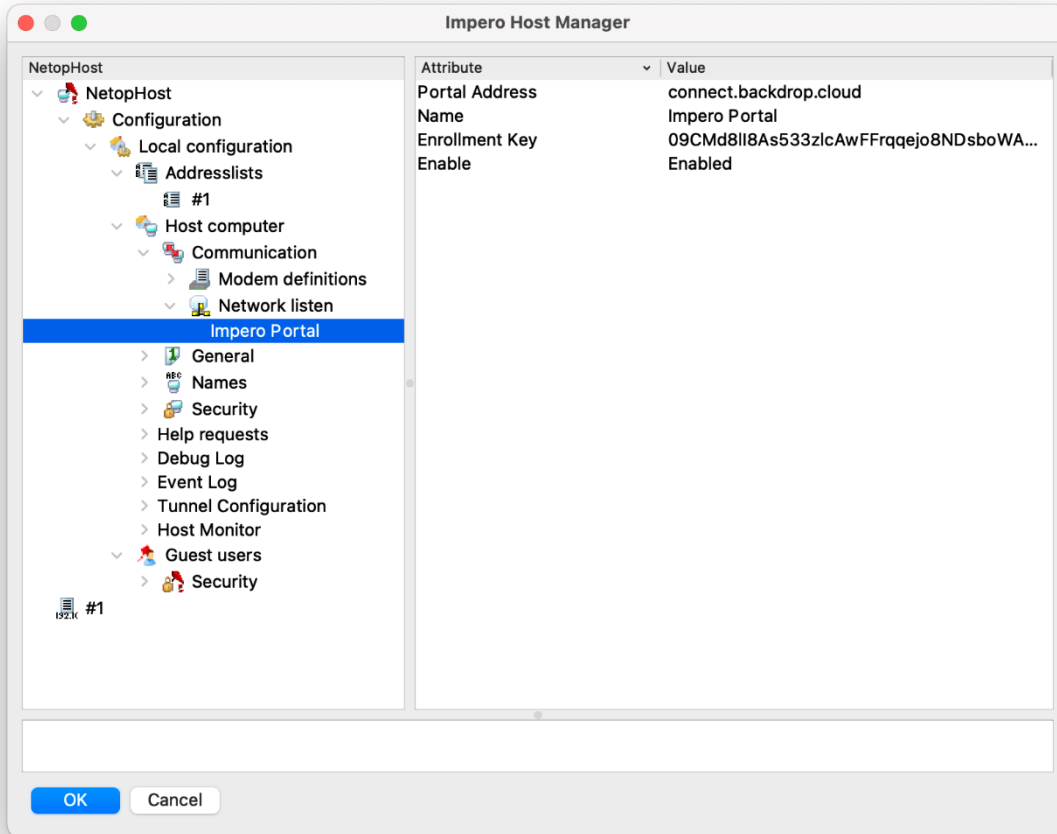 Impero Host Manager
NetopHost
NetopHost
Configuration
Local configuration
Addresslists
#1
Host computer
Communication
Modem definitions
Network listen
Impero Portal
General
ABC
Names
Security
Help requests
Debug Log
Event Log
Tunnel Configuration
Host Monitor
Guest users
Security
#1
Attribute Value
Portal Address connect.backdrop.cloud
Name Impero Portal
Enrollment Key 09CMd8lI8As533zlcAwFFrqqejo8NDsboWA...
Enable Enabled
OK Cancel